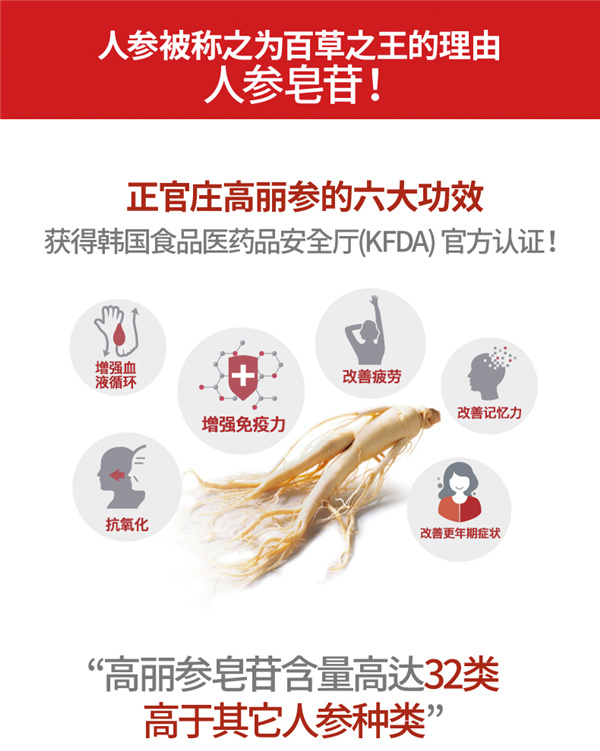 人参被称之为百草之王的理由
人参皂苷！
正官庄高丽参的六大功效
获得韩国食品医药品安全厅(KFDA) 官方认证！
增强血
液循环
增强免疫力
改善疲劳
改善记忆力
抗氧化
改善更年期症状
“高丽参皂苷含量高达32类
高于其它人参种类”